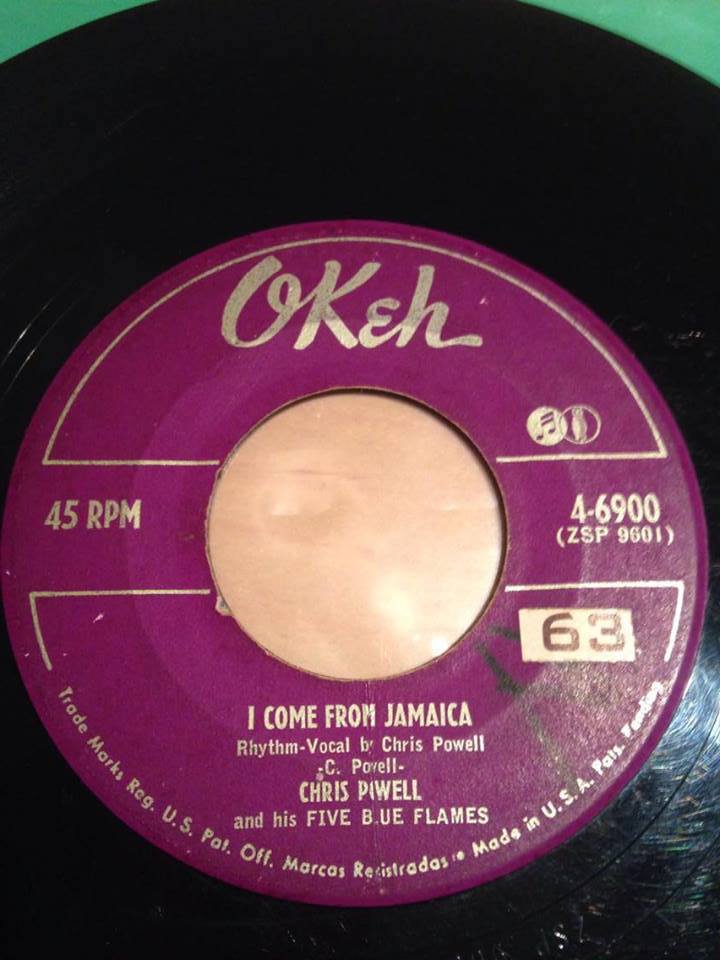 OKeh
45 RPM
4-6900
(ZSP 9601)
63
I COME FROM JAMAICA
Rhythm-Vocal by Chris Powell
-C. Powell-
CHRIS POWELL
and his FIVE BLUE FLAMES
Trade Marks Reg. U.S. Pat. Off. Marcas Registradas • Made in U.S.A. Pats. Pending